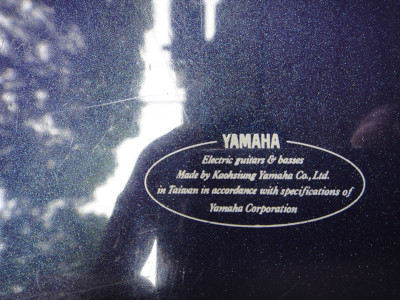 YAMAHA
Electric guitars & basses
Made by Kaohsiung Yamaha Co., Ltd.
in Taiwan in accordance with specifications of
Yamaha Corporation